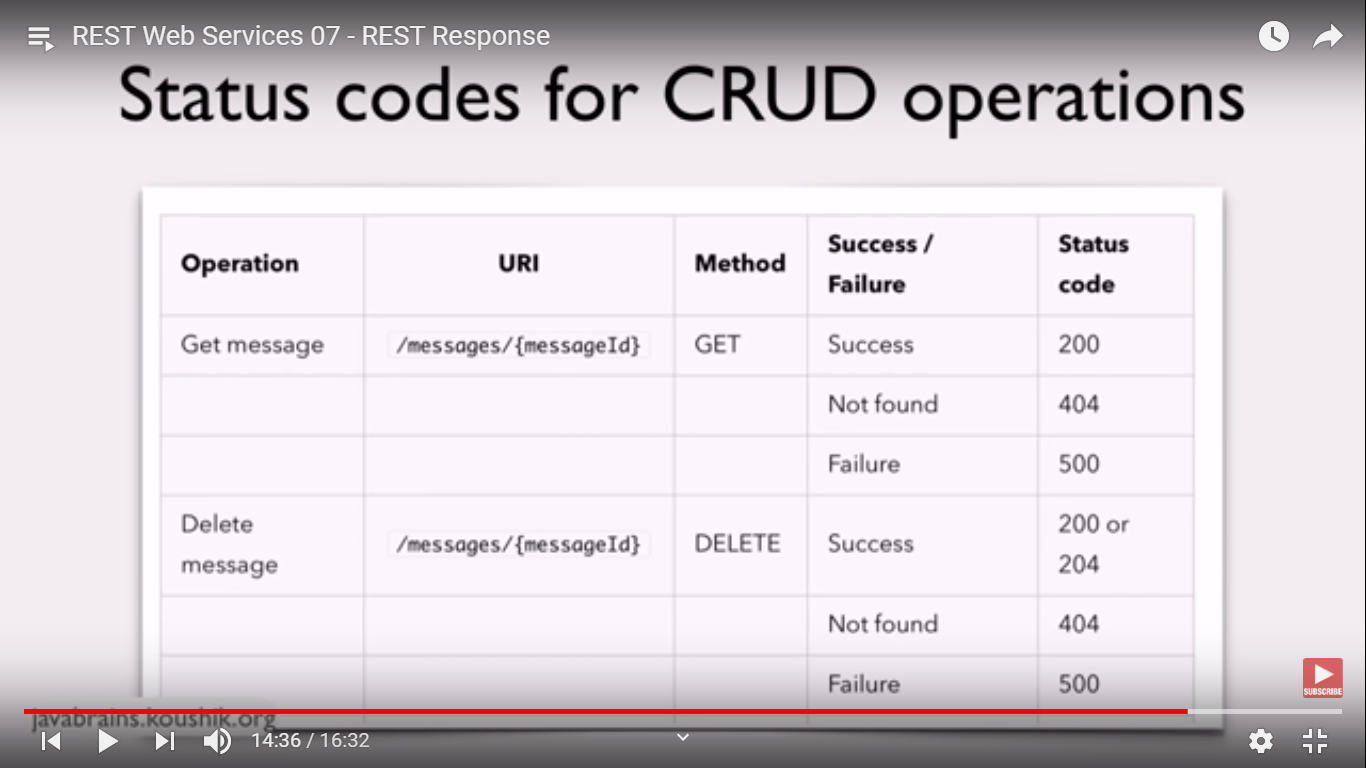 REST Web Services 07 - REST Response
Status codes for CRUD operations
Operation URI Method Success / Failure Status code
Get message /messages/{messageId} GET Success 200
Not found 404
Failure 500
Delete message /messages/{messageId} DELETE Success 200 or 204
Not found 404
Failure 500
SUBSCRIBE
javabrains.koushik.org
14:36 / 16:32